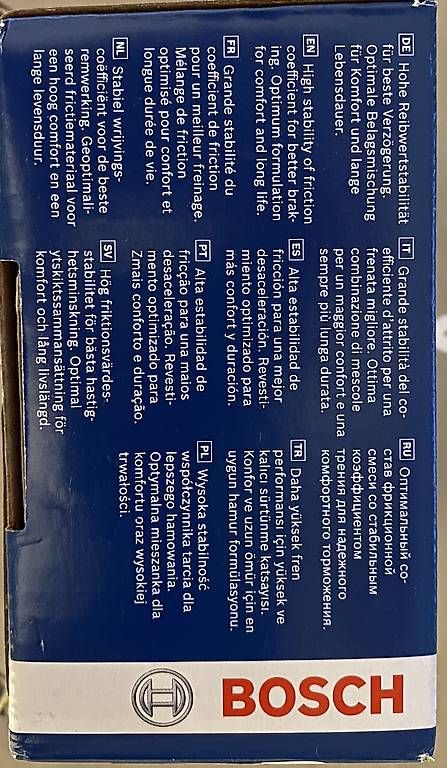 DE Hohe Reibwertstabilität
für beste Verzögerung.
Optimale Belagsmischung
für Komfort und lange
Lebensdauer.
EN High stability of friction
coefficient for better brak-
ing. Optimum formulation
for comfort and long life.
FR Grande stabilité du
coefficient de friction
pour un meilleur freinage.
Mélange de friction
optimisé pour confort et
longue durée de vie.
NL Stabiel wrijvings-
coëfficiënt voor de beste
remwerking. Geoptimali-
seerd frictiemateriaal voor
een hoog comfort en een
lange levensduur.
IT Grande stabilità del co-
efficiente d'attrito per una
frenata migliore. Ottima
combinazione di mescole
per un maggior confort e una
sempre più lunga durata.
ES Alta estabilidad de
fricción para una mejor
desaceleración. Revesti-
miento optimizado para
más confort y duración.
PT Alta estabilidad de
fricção para una maios
desaceleração. Revesti-
mento optimizado para
Zmais conforto e duração.
SV Hög friktionsvärdes-
stabilitet för bästa hastig-
hetsminskning. Optimal
ytskiktssammansättning för
komfort och lång livslängd.
RU Оптимальный со-
став фрикционной
смеси со стабильным
коэффициентом
трения для надежного
комфортного торможения.
TR Daha yüksek fren
performansı için yüksek ve
kalıcı sürtünme katsayısı.
Konfor ve uzun ömür için en
uygun hamur formülasyonu.
PL Wysoka stabilność
współczynnika tarcia dla
lepszego hamowania.
Optymalna mieszanka dla
komfortu oraz wysokiej
trwałości.
BOSCH